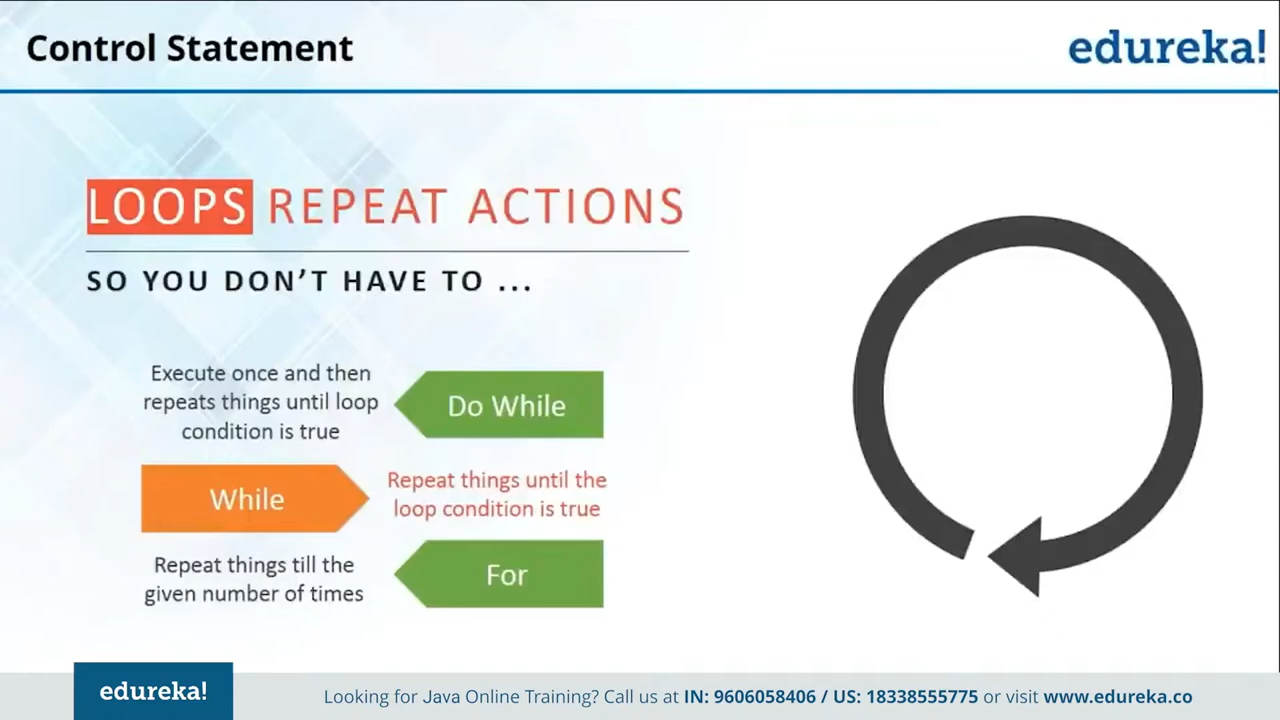 Control Statement
edureka!
LOOPS REPEAT ACTIONS
SO YOU DON’T HAVE TO ...
Execute once and then
repeats things until loop
condition is true
Do While
While
Repeat things until the
loop condition is true
Repeat things till the
given number of times
For
edureka!
Looking for Java Online Training? Call us at IN: 9606058406 / US: 18338555775 or visit www.edureka.co